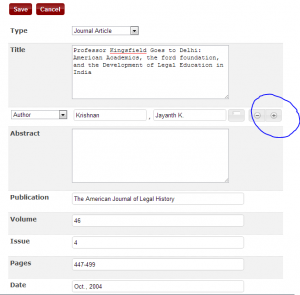 Save Cancel
Type Journal Article
Title Professor Kingsfield Goes to Delhi:
American Academics, the ford foundation,
and the Development of Legal Education in
India
Author Krishnan , Jayanth K.
Abstract
Publication The American Journal of Legal History
Volume 46
Issue 4
Pages 447-499
Date Oct., 2004